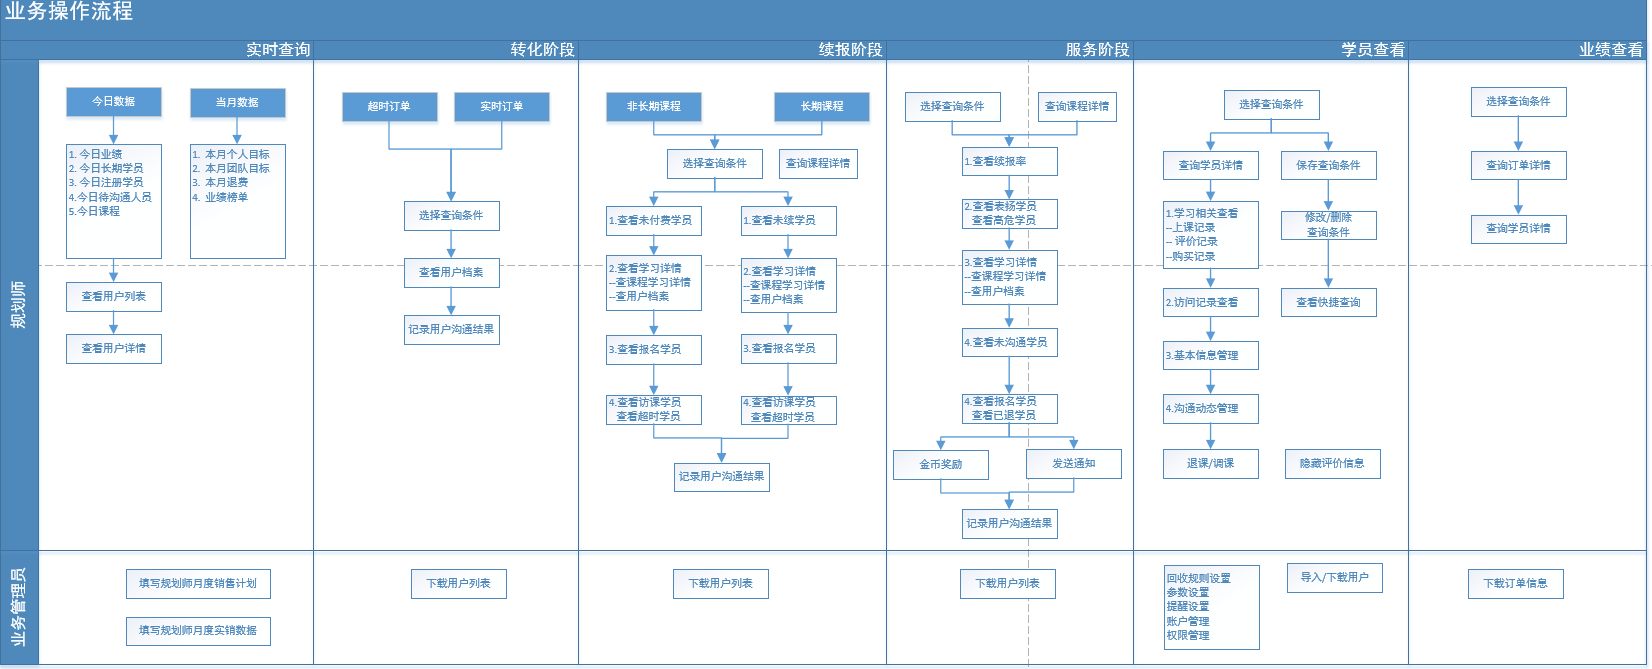 业务操作流程
实时查询
转化阶段
续报阶段
服务阶段
学员查看
业绩查看
规划师
今日数据
当月数据
1. 今日业绩
2. 今日长期学员
3. 今日注册学员
4.今日待沟通人员
5.今日课程
1. 本月个人目标
2. 本月团队目标
3. 本月退费
4. 业绩榜单
查看用户列表
查看用户详情
超时订单
实时订单
选择查询条件
查看用户档案
记录用户沟通结果
非长期课程
长期课程
选择查询条件
查询课程详情
1.查看未付费学员
1.查看未续学员
2.查看学习详情
--查课程学习详情
--查用户档案
2.查看学习详情
--查课程学习详情
--查用户档案
3.查看报名学员
3.查看报名学员
4.查看访课学员
查看超时学员
4.查看访课学员
查看超时学员
记录用户沟通结果
选择查询条件
查询课程详情
1.查看续报率
2.查看表扬学员
查看高危学员
3.查看学习详情
--查课程学习详情
--查用户档案
4.查看未沟通学员
4.查看报名学员
查看已退学员
金币奖励
发送通知
记录用户沟通结果
选择查询条件
查询学员详情
保存查询条件
1.学习相关查看
--上课记录
-- 评价记录
--购买记录
修改/删除
查询条件
2.访问记录查看
查看快捷查询
3.基本信息管理
4.沟通动态管理
退课/调课
隐藏评价信息
选择查询条件
查询订单详情
查询学员详情
业务管理员
填写规划师月度销售计划
填写规划师月度实销数据
下载用户列表
下载用户列表
下载用户列表
回收规则设置
参数设置
提醒设置
账户管理
权限管理
导入/下载用户
下载订单信息